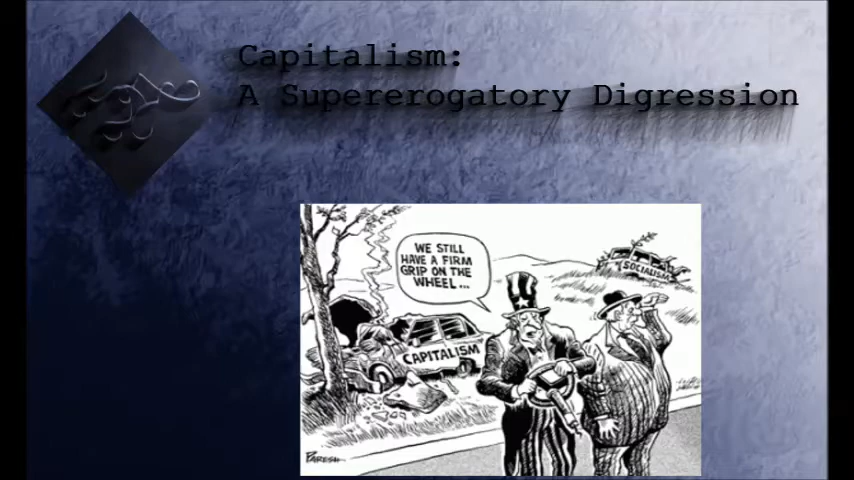 Capitalism:
A Supererogatory Digression
WE STILL
HAVE A FIRM
GRIP ON THE
WHEEL...
SOCIALISM
CAPITALISM
PARESH